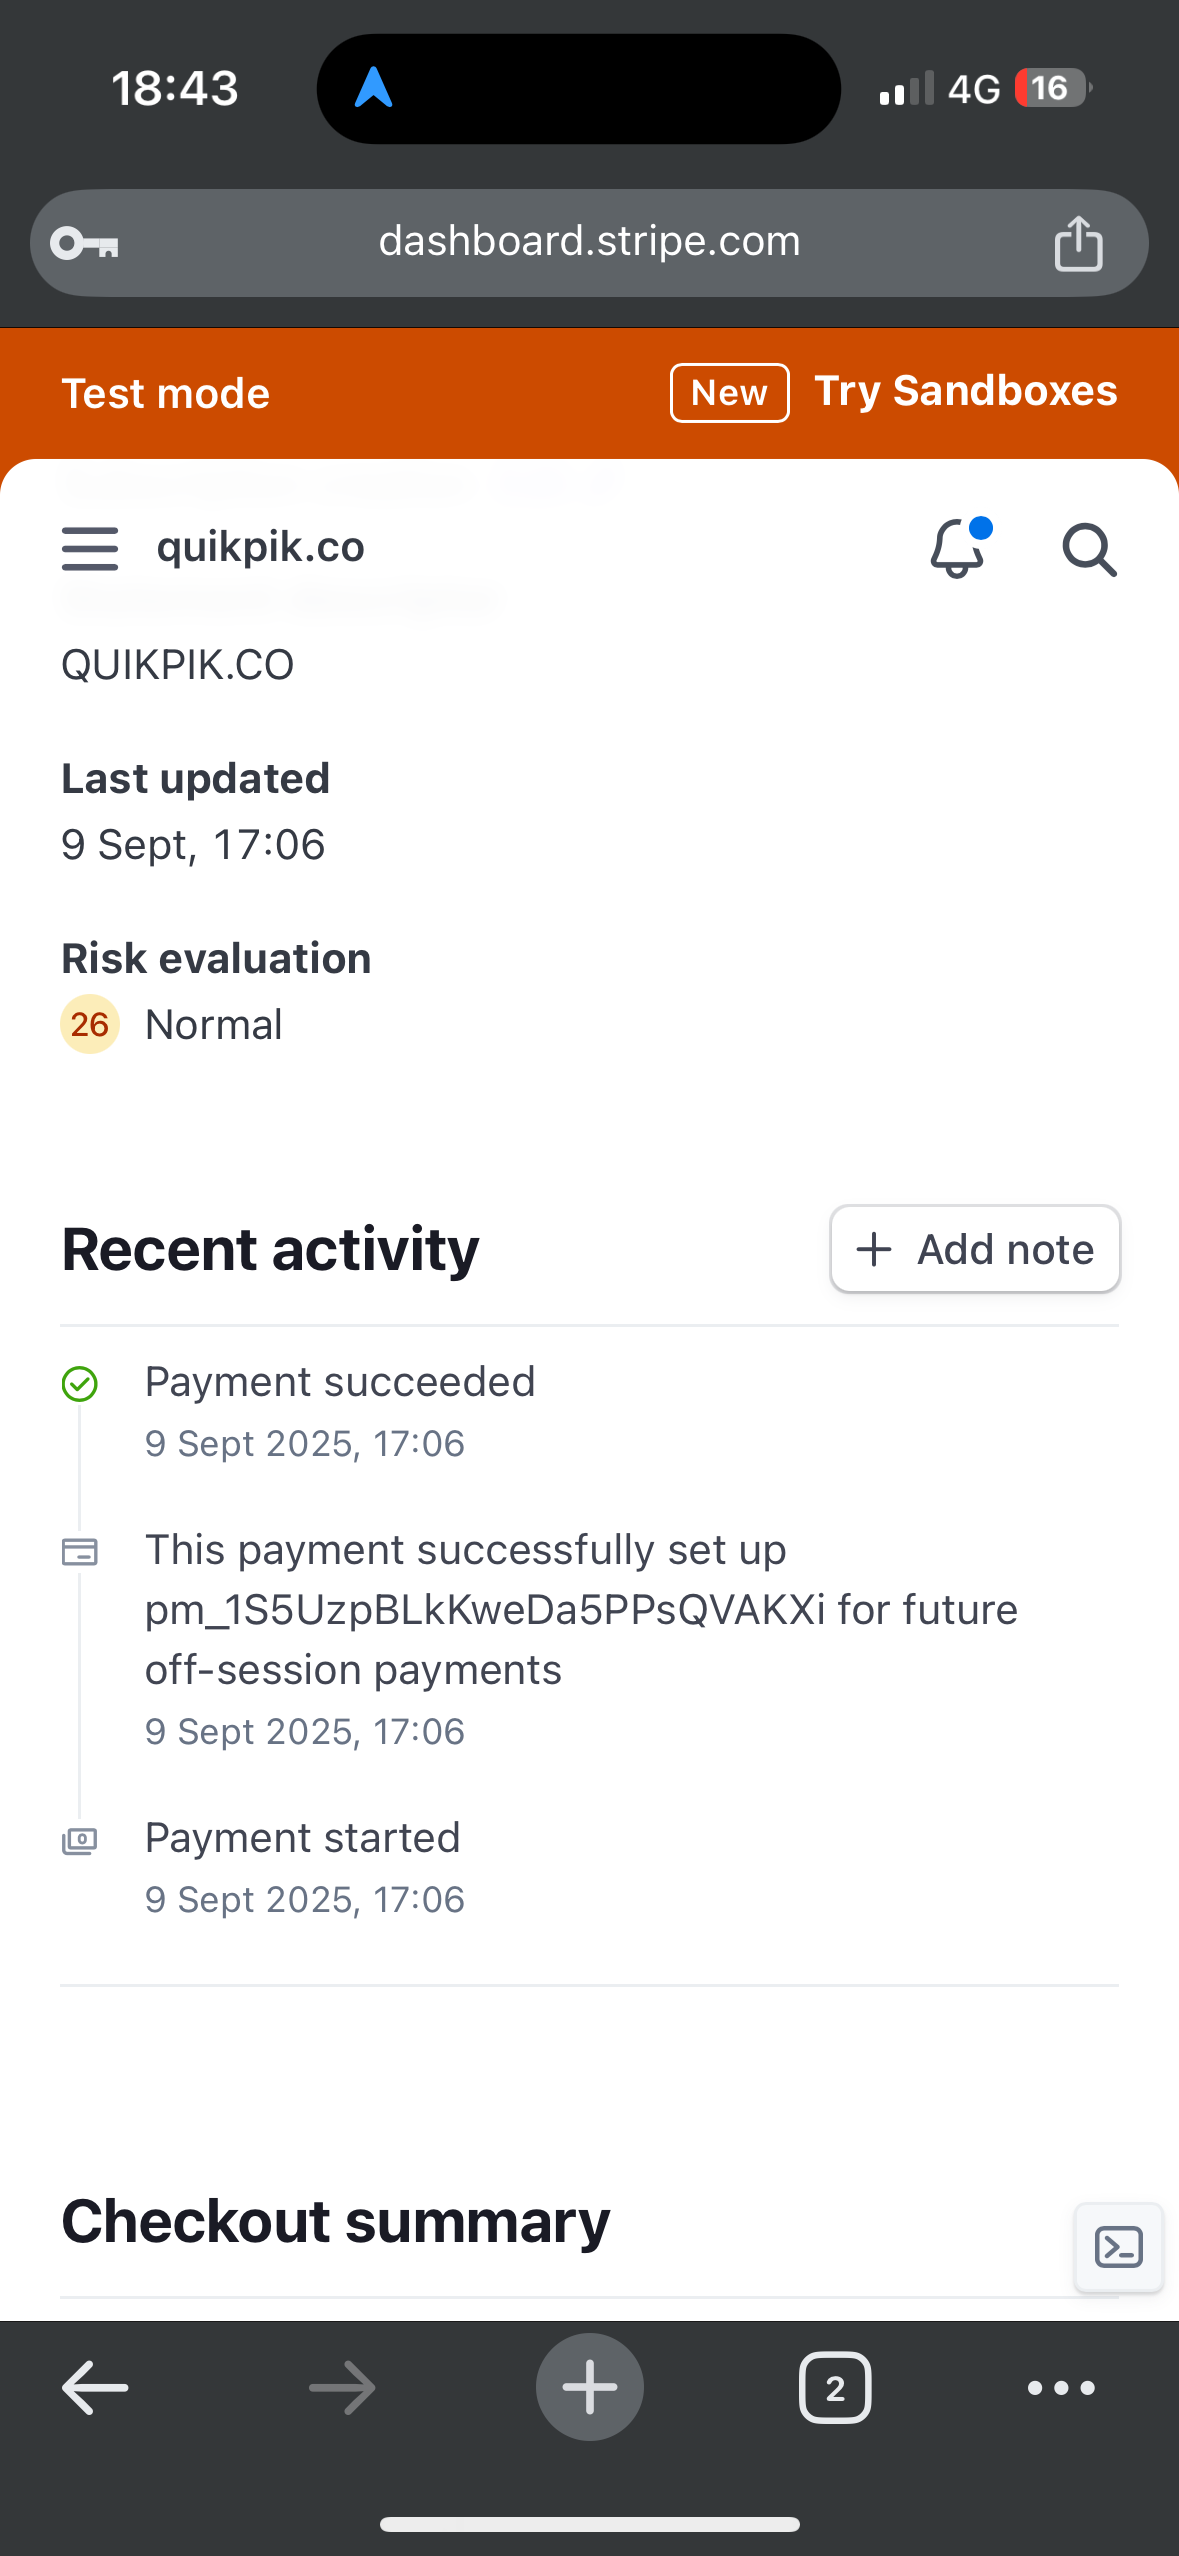 18:43
4G 16
dashboard.stripe.com
Test mode
New Try Sandboxes
quikpik.co
QUIKPIK.CO
Last updated
9 Sept, 17:06
Risk evaluation
26 Normal
Recent activity
+ Add note
Payment succeeded
9 Sept 2025, 17:06
This payment successfully set up
pm_1S5UzpBLkKweDa5PPsQVAKXi for future
off-session payments
9 Sept 2025, 17:06
Payment started
9 Sept 2025, 17:06
Checkout summary
2